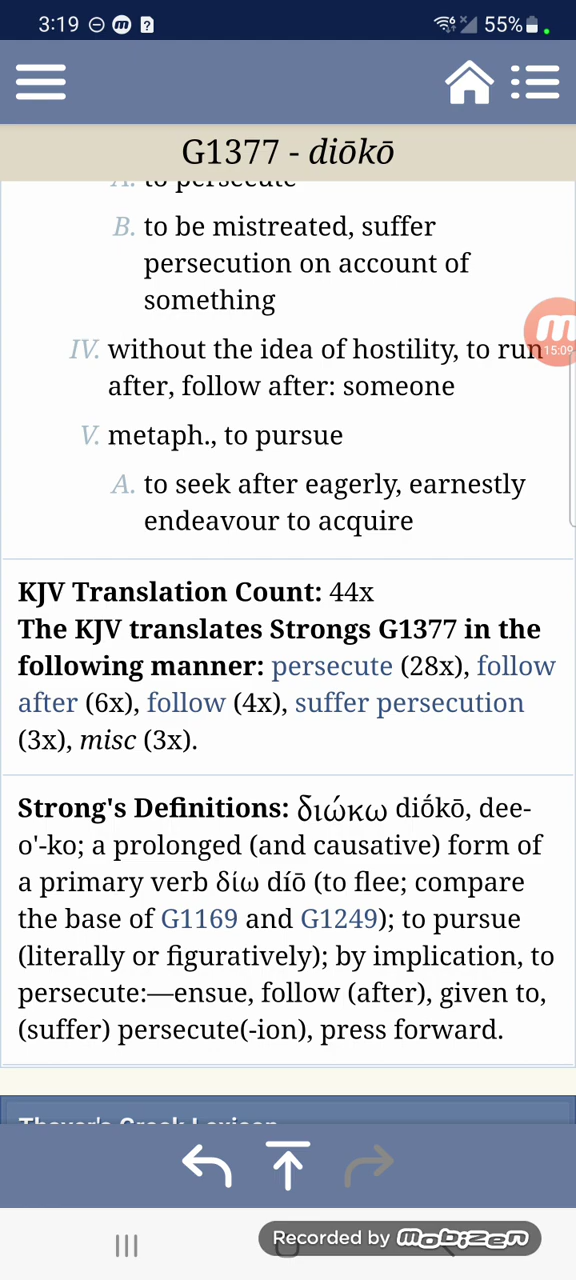 3:19
55%
G1377 - diōkō
A. to persecute
B. to be mistreated, suffer
persecution on account of
something
IV. without the idea of hostility, to run
after, follow after: someone
15:09
V. metaph., to pursue
A. to seek after eagerly, earnestly
endeavour to acquire
KJV Translation Count: 44x
The KJV translates Strongs G1377 in the
following manner: persecute (28x), follow
after (6x), follow (4x), suffer persecution
(3x), misc (3x).
Strong's Definitions: διώκω diṓkō, dee-
o'-ko; a prolonged (and causative) form of
a primary verb δίω díō (to flee; compare
the base of G1169 and G1249); to pursue
(literally or figuratively); by implication, to
persecute:—ensue, follow (after), given to,
(suffer) persecute(-ion), press forward.
Thayer's Greek Lexicon
Recorded by mobizen